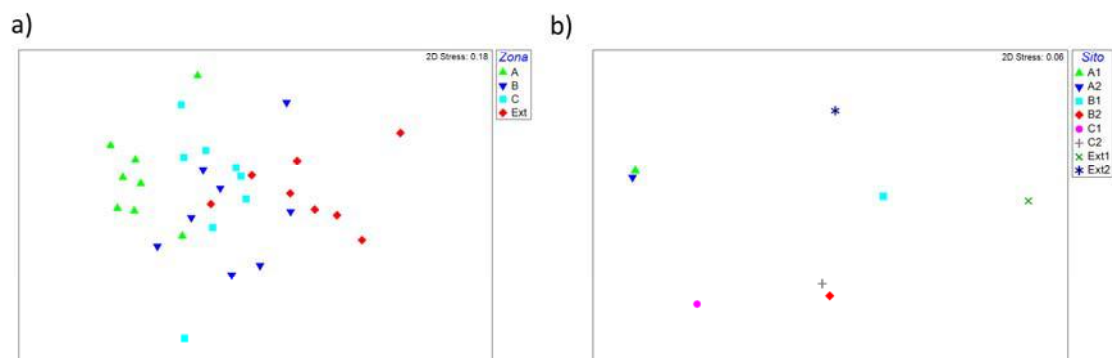 a)
2D Stress: 0.18
Zona
A
B
C
Ext
b)
2D Stress: 0.06
Sito
A1
A2
B1
B2
C1
C2
Ext1
Ext2